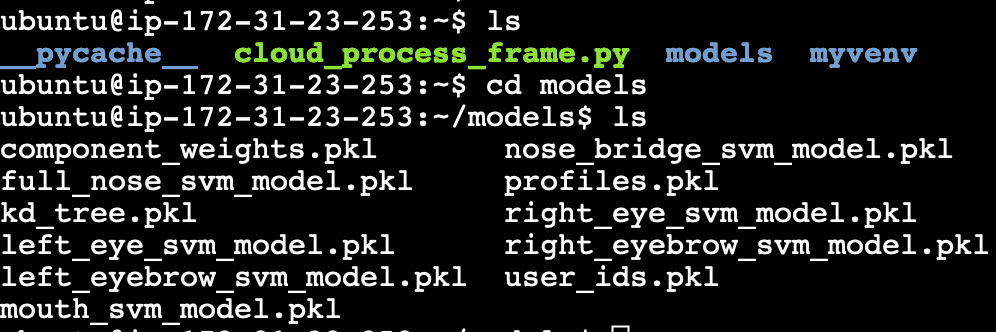 ubuntu@ip-172-31-23-253:~$ ls
__pycache__  cloud_process_frame.py  models  myvenv
ubuntu@ip-172-31-23-253:~$ cd models
ubuntu@ip-172-31-23-253:~/models$ ls
component_weights.pkl        nose_bridge_svm_model.pkl
full_nose_svm_model.pkl      profiles.pkl
kd_tree.pkl                  right_eye_svm_model.pkl
left_eye_svm_model.pkl       right_eyebrow_svm_model.pkl
left_eyebrow_svm_model.pkl   user_ids.pkl
mouth_svm_model.pkl